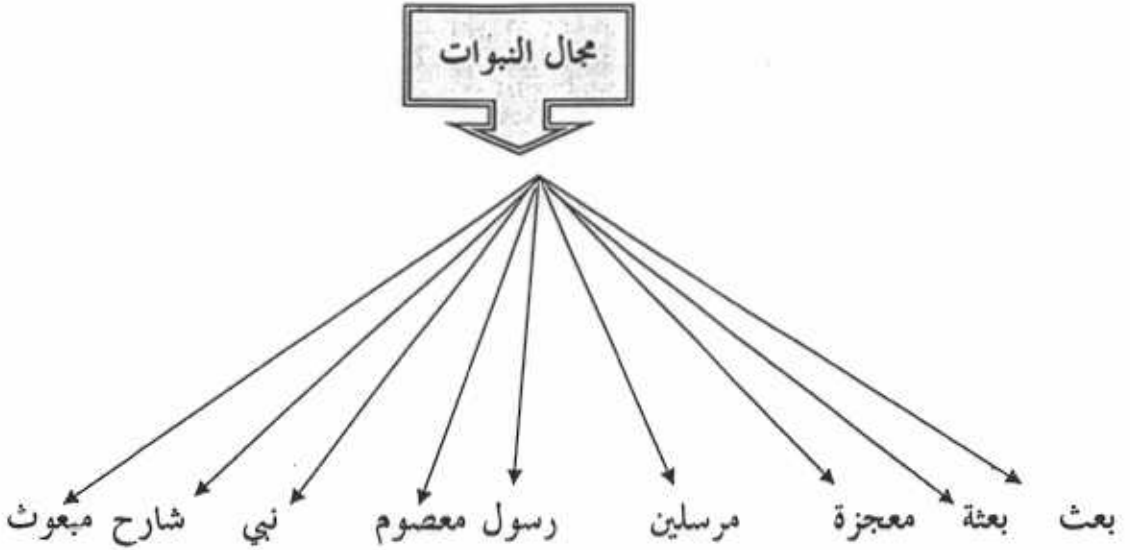 مجال النبوات
بعث بعثة معجزة مرسلين رسول معصوم نبي شارح مبعوث